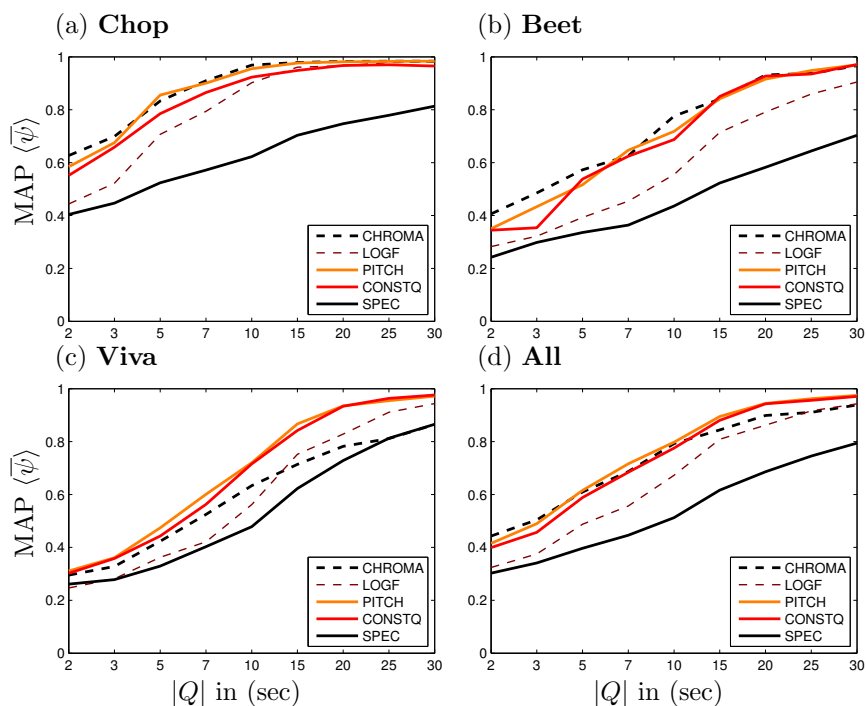 (a) Chop
(b) Beet
MAP ⟨ψ̅⟩
1
0.8
0.6
0.4
0.2
0
2 3 5 7 10 15 20 25 30
CHROMA
LOGF
PITCH
CONSTQ
SPEC
1
0.8
0.6
0.4
0.2
0
2 3 5 7 10 15 20 25 30
CHROMA
LOGF
PITCH
CONSTQ
SPEC
(c) Viva
(d) All
MAP ⟨ψ̅⟩
1
0.8
0.6
0.4
0.2
0
2 3 5 7 10 15 20 25 30
CHROMA
LOGF
PITCH
CONSTQ
SPEC
|Q| in (sec)
1
0.8
0.6
0.4
0.2
0
2 3 5 7 10 15 20 25 30
CHROMA
LOGF
PITCH
CONSTQ
SPEC
|Q| in (sec)